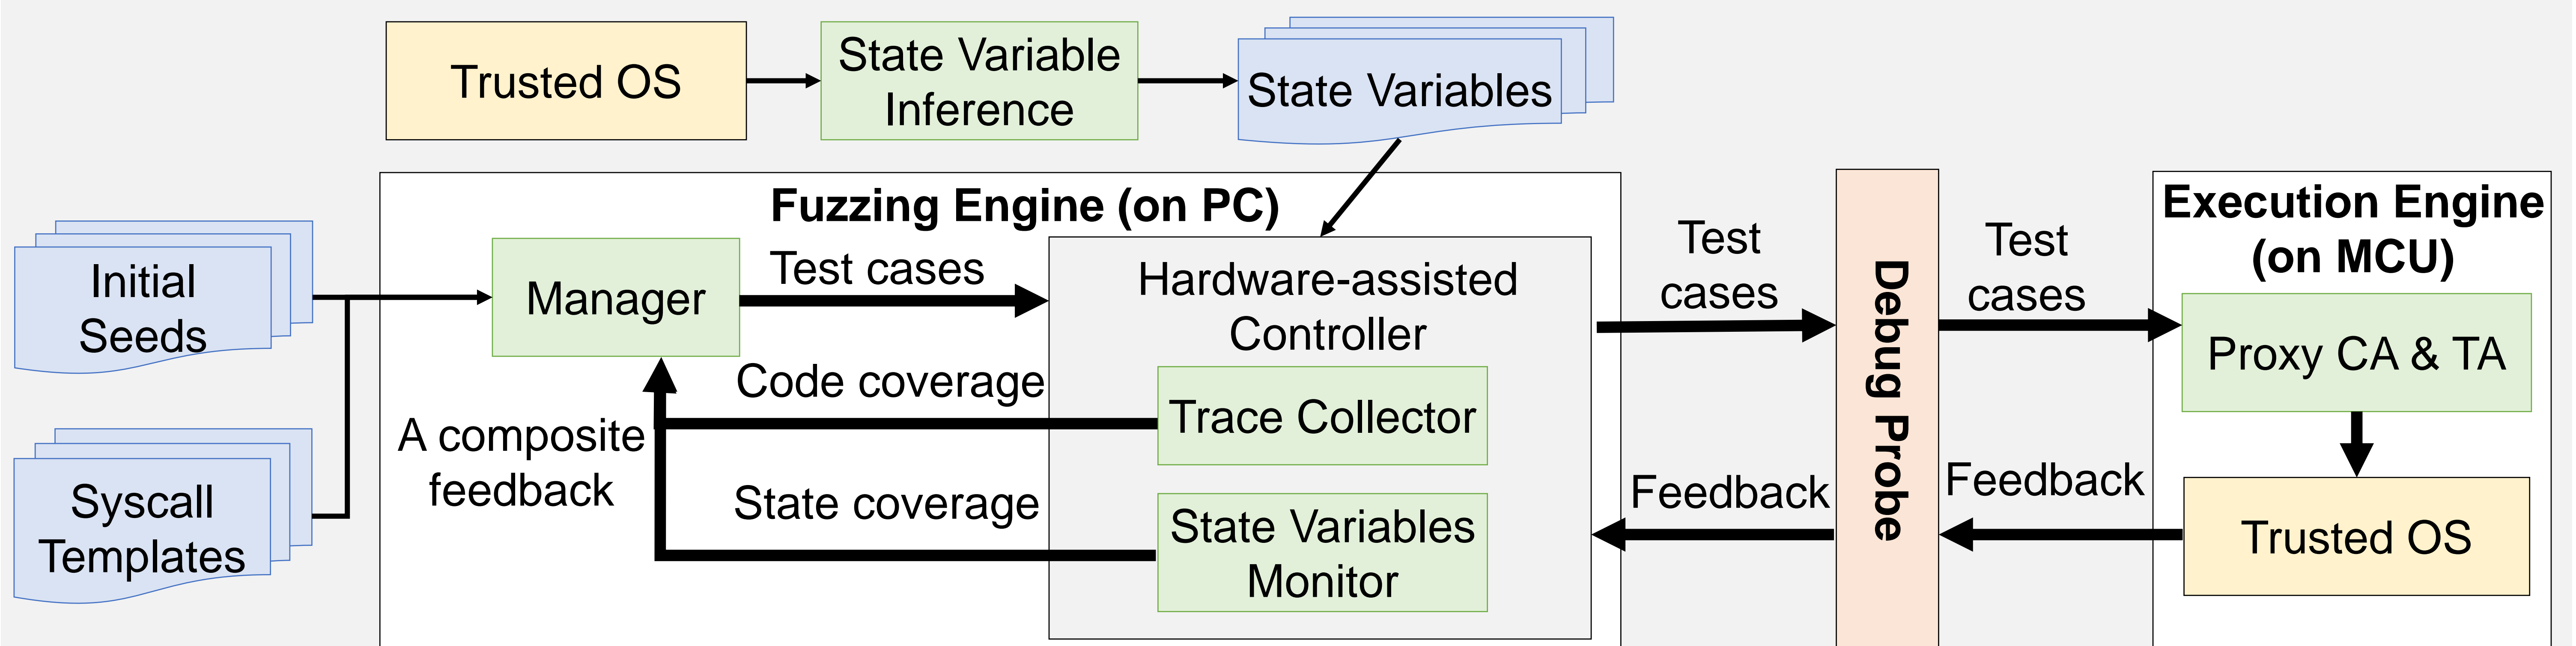 Trusted OS
State Variable
Inference
State Variables
Fuzzing Engine (on PC)
Initial
Seeds
Syscall
Templates
Manager
Test cases
Hardware-assisted
Controller
Code coverage
Trace Collector
A composite
feedback
State coverage
State Variables
Monitor
Test
cases
Feedback
Debug Probe
Test
cases
Feedback
Execution Engine
(on MCU)
Proxy CA & TA
Trusted OS